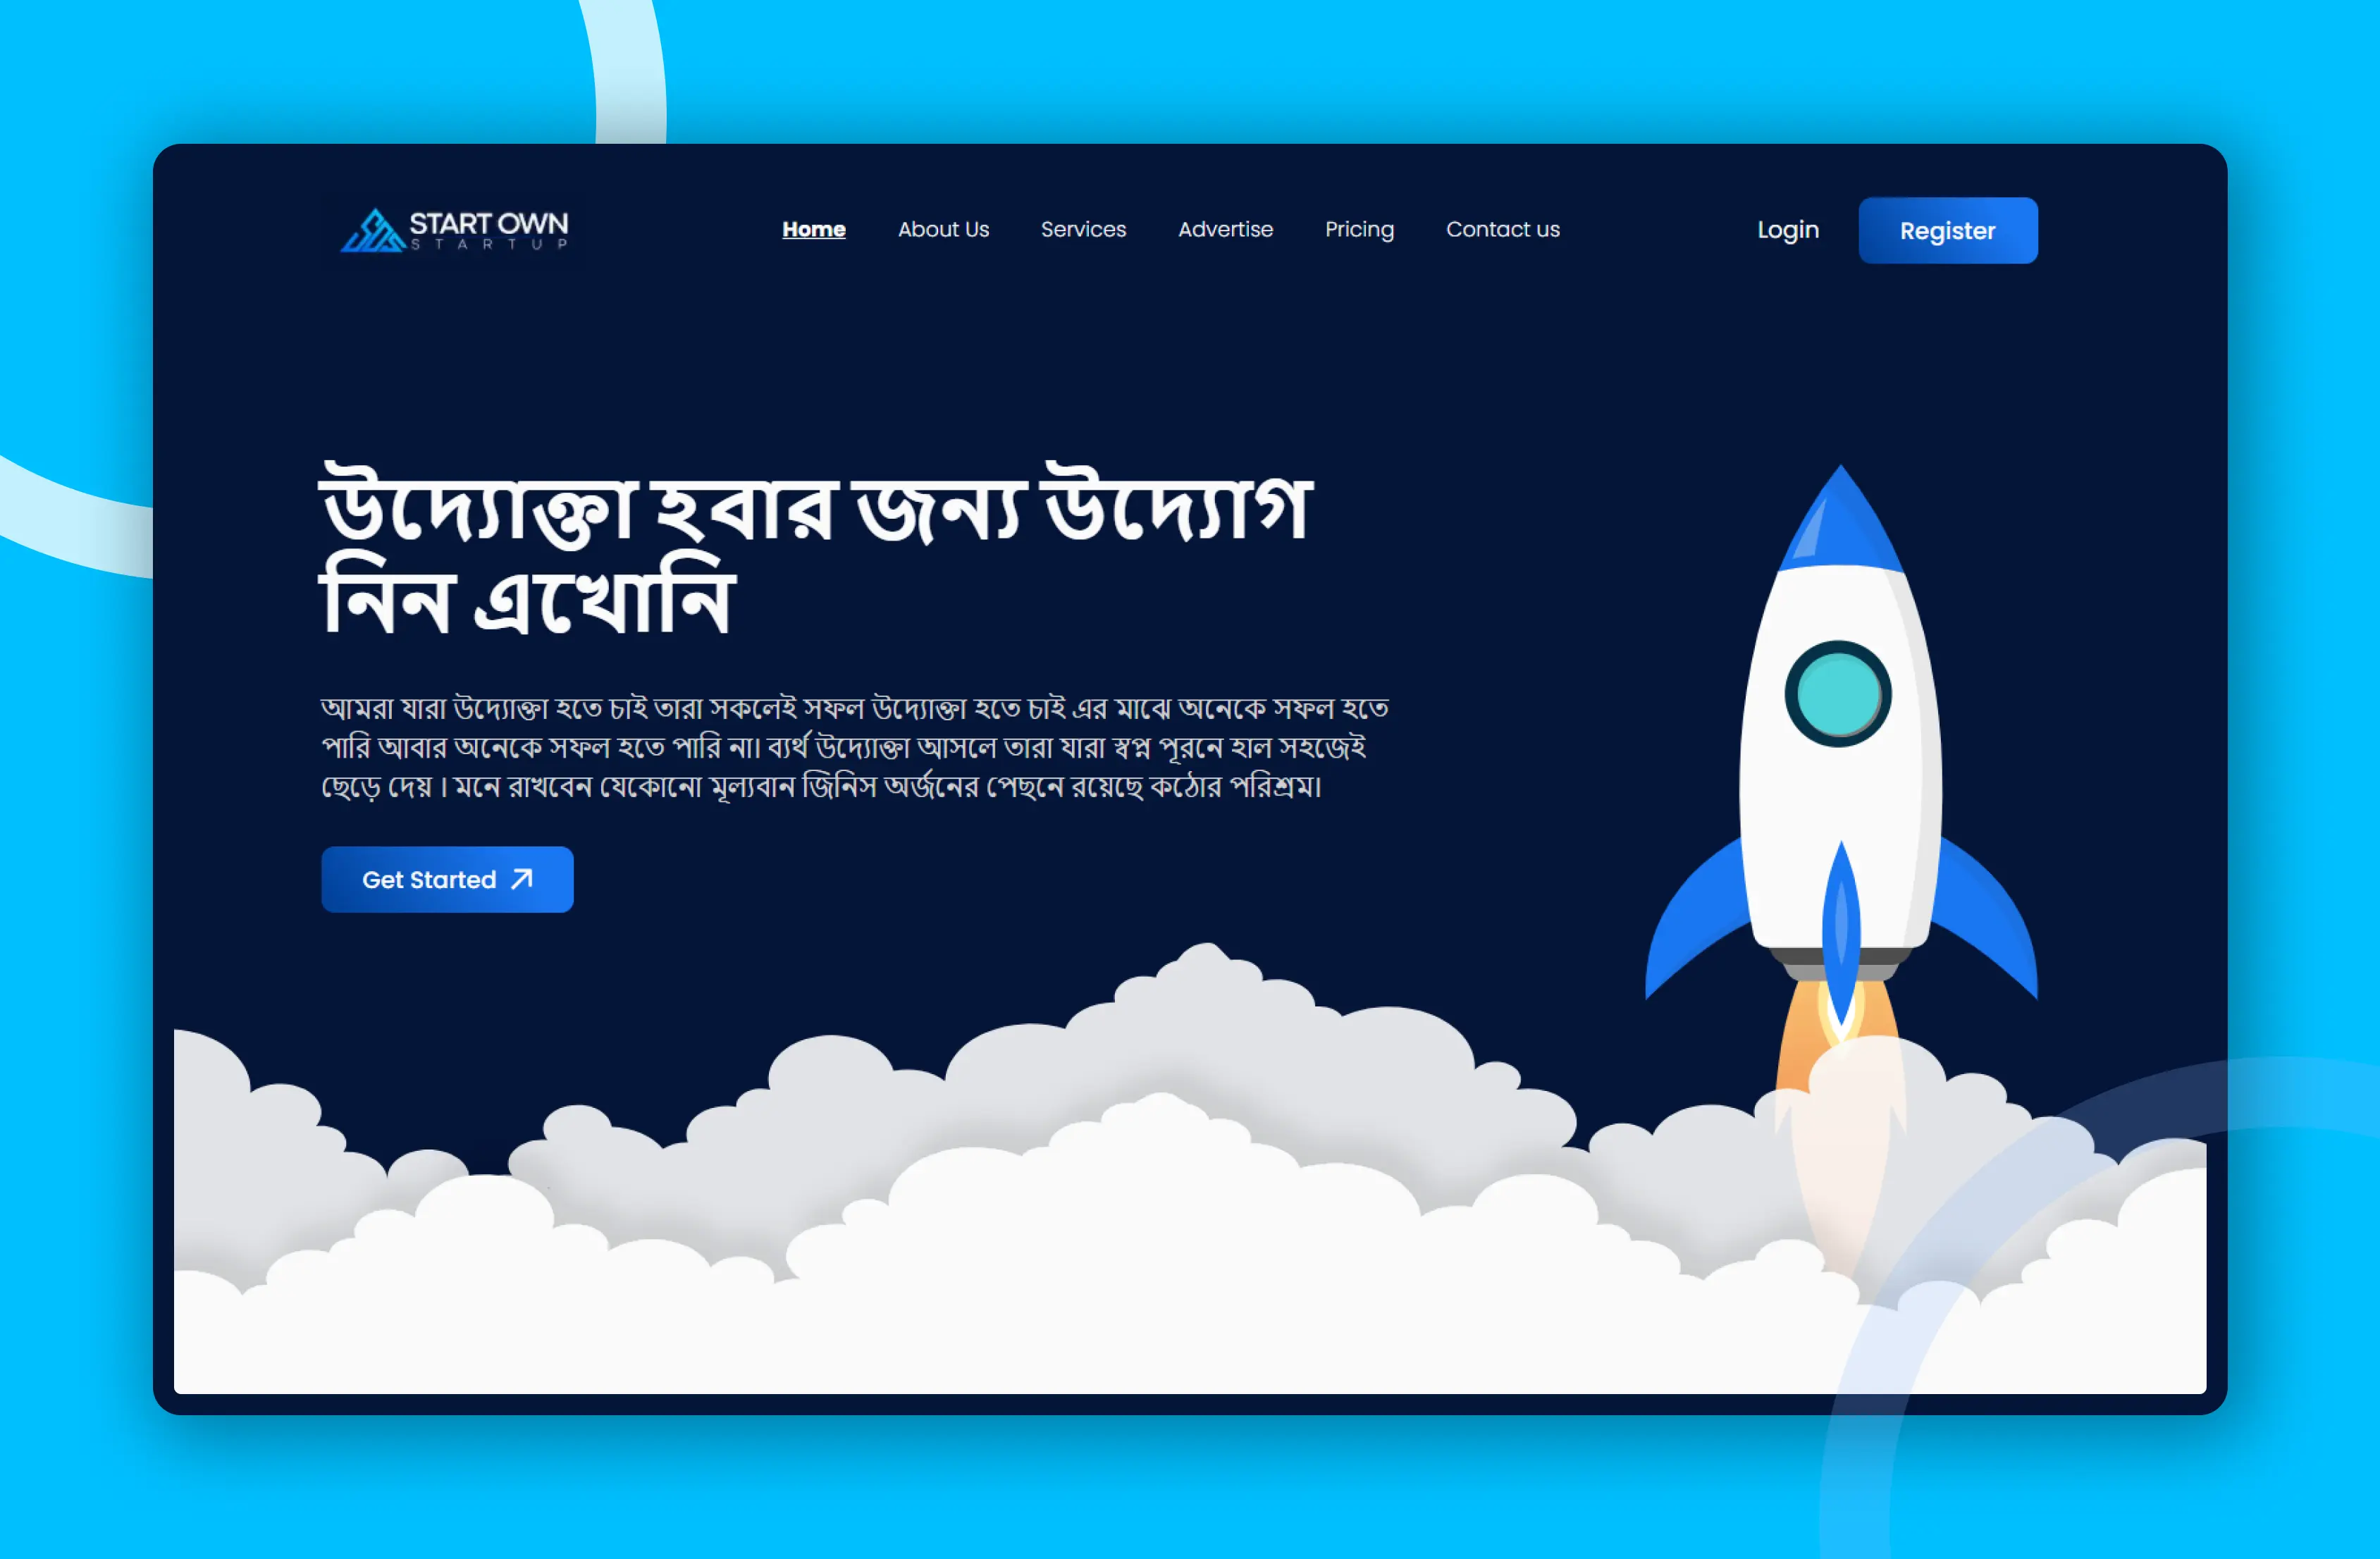 START OWN
STARTUP
Home About Us Services Advertise Pricing Contact us Login Register
উদ্যোক্তা হবার জন্য উদ্যোগ
নিন এখোনি
আমরা যারা উদ্যোক্তা হতে চাই তারা সকলেই সফল উদ্যোক্তা হতে চাই এর মাঝে অনেকে সফল হতে
পারি আবার অনেকে সফল হতে পারি না। ব্যর্থ উদ্যোক্তা আসলে তারা যারা স্বপ্ন পূরনে হাল সহজেই
ছেড়ে দেয় । মনে রাখবেন যেকোনো মূল্যবান জিনিস অর্জনের পেছনে রয়েছে কঠোর পরিশ্রম।
Get Started